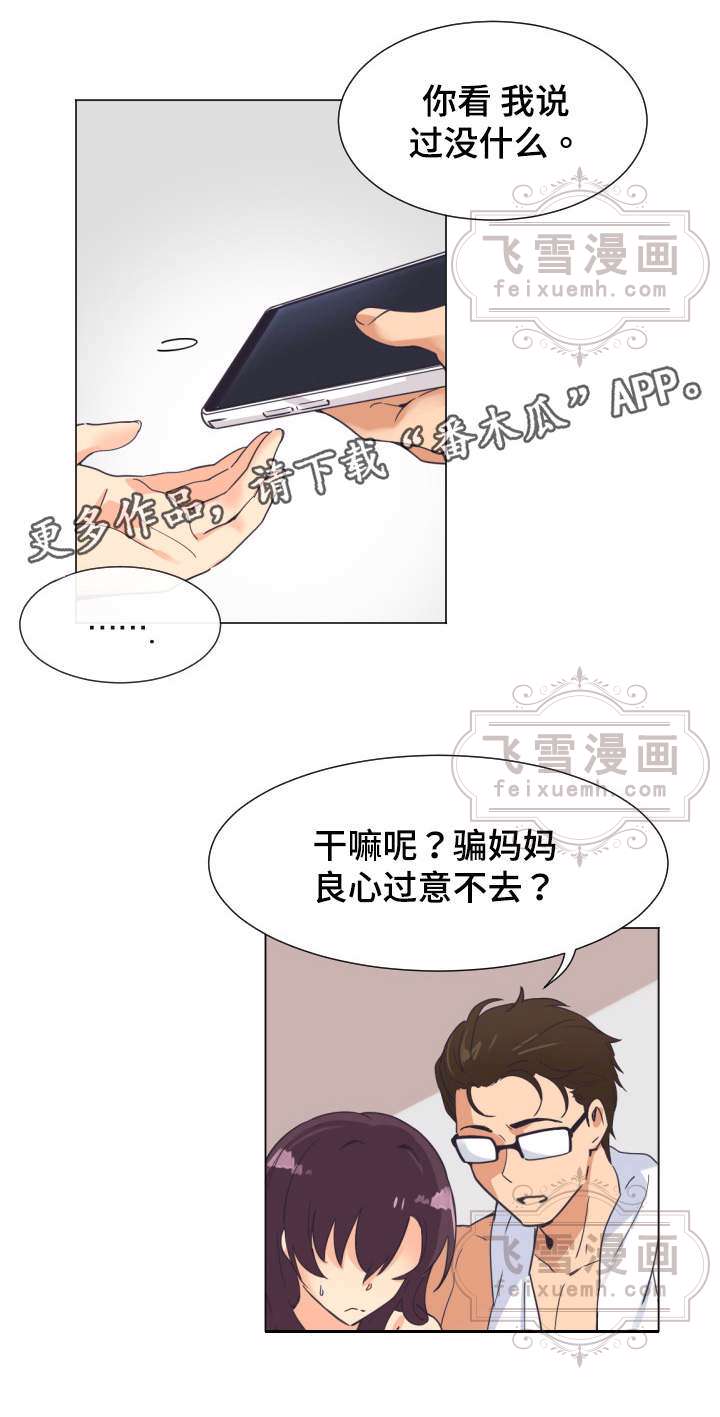 你看 我说
过没什么。
飞雪漫画
feixuemh.com
更多作品，请下载“番木瓜”APP。
…….
飞雪漫画
feixuemh.com
干嘛呢？骗妈妈
良心过意不去？
飞雪漫画
feixuemh.com